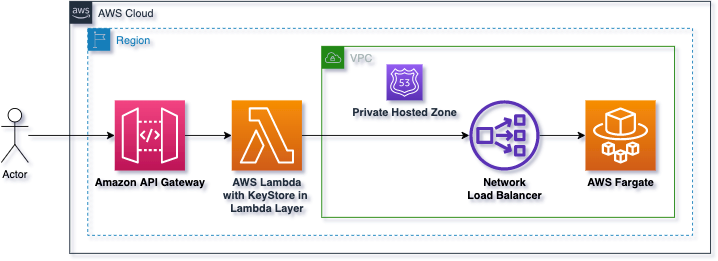 aws
AWS Cloud
Region
VPC
53
Private Hosted Zone
Actor
</>
Amazon API Gateway
AWS Lambda
with KeyStore in
Lambda Layer
Network
Load Balancer
AWS Fargate